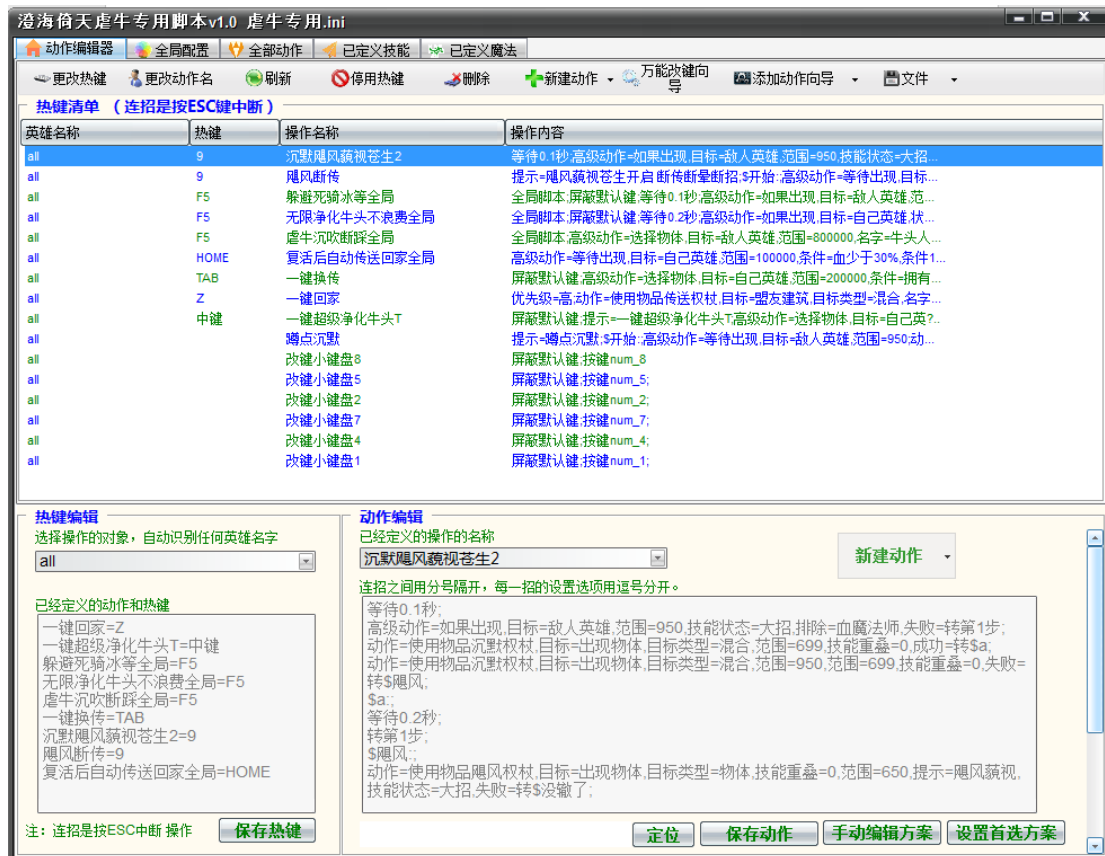 澄海倚天虐牛专用脚本v1.0 虐牛专用.ini
动作编辑器 全局配置 全部动作 已定义技能 已定义魔法
更改热键 更改动作名 刷新 停用热键 删除 新建动作 万能改键向导 添加动作向导 文件
热键清单 （连招是按ESC键中断）
英雄名称 热键 操作名称 操作内容
all 9 沉默飓风藐视苍生2 等待0.1秒;高级动作=如果出现,目标=敌人英雄,范围=950,技能状态=大招...
all 9 飓风断传 提示=飓风藐视苍生开启 断传断晕断招;$开始:;高级动作=等待出现,目标...
all F5 躲避死骑冰等全局 全局脚本;屏蔽默认键;等待0.1秒;高级动作=如果出现,目标=敌人英雄,范...
all F5 无限净化牛头不浪费全局 全局脚本;屏蔽默认键;等待0.2秒;高级动作=如果出现,目标=自己英雄,状...
all F5 虐牛沉吹断踩全局 全局脚本;高级动作=选择物体,目标=敌人英雄,范围=800000,名字=牛头人...
all HOME 复活后自动传送回家全局 高级动作=等待出现,目标=自己英雄,范围=100000,条件=血少于30%,条件1...
all TAB 一键换传 屏蔽默认键;高级动作=选择物体,目标=自己英雄,范围=200000,条件=拥有...
all Z 一键回家 优先级=高;动作=使用物品传送权杖,目标=盟友建筑,目标类型=混合,名字...
all 中键 一键超级净化牛头T 屏蔽默认键;提示=一键超级净化牛头T;高级动作=选择物体,目标=自己英?..
all 蹲点沉默 提示=蹲点沉默;$开始:;高级动作=等待出现,目标=敌人英雄,范围=950;动...
all 改键小键盘8 屏蔽默认键;按键num_8
all 改键小键盘5 屏蔽默认键;按键num_5;
all 改键小键盘2 屏蔽默认键;按键num_2;
all 改键小键盘7 屏蔽默认键;按键num_7;
all 改键小键盘4 屏蔽默认键;按键num_4;
all 改键小键盘1 屏蔽默认键;按键num_1;
热键编辑
选择操作的对象，自动识别任何英雄名字
all
已经定义的动作和热键
一键回家=Z
一键超级净化牛头T=中键
躲避死骑冰等全局=F5
无限净化牛头不浪费全局=F5
虐牛沉吹断踩全局=F5
一键换传=TAB
沉默飓风藐视苍生2=9
飓风断传=9
复活后自动传送回家全局=HOME
注：连招是按ESC中断 操作 保存热键
动作编辑
已经定义的操作的名称
沉默飓风藐视苍生2 新建动作
连招之间用分号隔开，每一招的设置选项用逗号分开。
等待0.1秒;
高级动作=如果出现,目标=敌人英雄,范围=950,技能状态=大招,排除=血魔法师,失败=转第1步;
动作=使用物品沉默权杖,目标=出现物体,目标类型=混合,范围=699,技能重叠=0,成功=转$a;
动作=使用物品沉默权杖,目标=出现物体,目标类型=混合,范围=950,范围=699,技能重叠=0,失败=
转$飓风;
$a:;
等待0.2秒;
转第1步;
$飓风:;
动作=使用物品飓风权杖,目标=出现物体,目标类型=物体,技能重叠=0,范围=650,提示=飓风藐视,
技能状态=大招,失败=转$没辙了;
定位 保存动作 手动编辑方案 设置首选方案